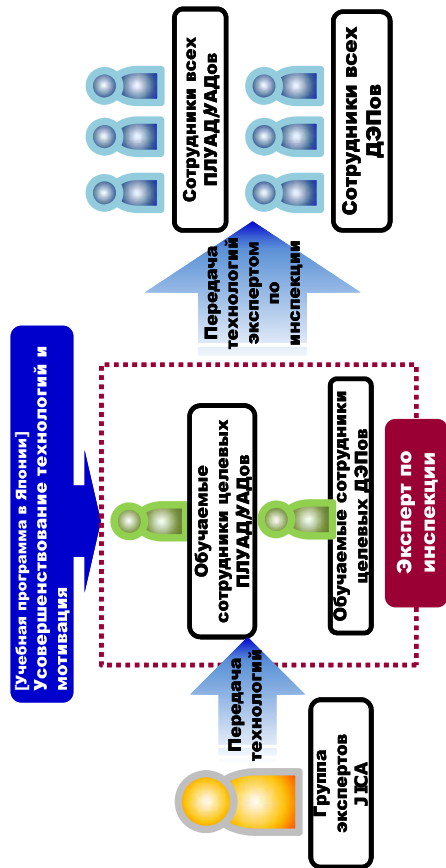 [Учебная программа в Японии]
Усовершенствование технологий и
мотивация
Группа
экспертов
JICA
Передача
технологий
Обучаемые
сотрудники целевых
ПЛУАД/УАДов
Обучаемые сотрудники
целевых ДЭПов
Эксперт по
инспекции
Передача
технологий
экспертом
по
инспекции
Сотрудники всех
ПЛУАД/УАДов
Сотрудники всех
ДЭПов